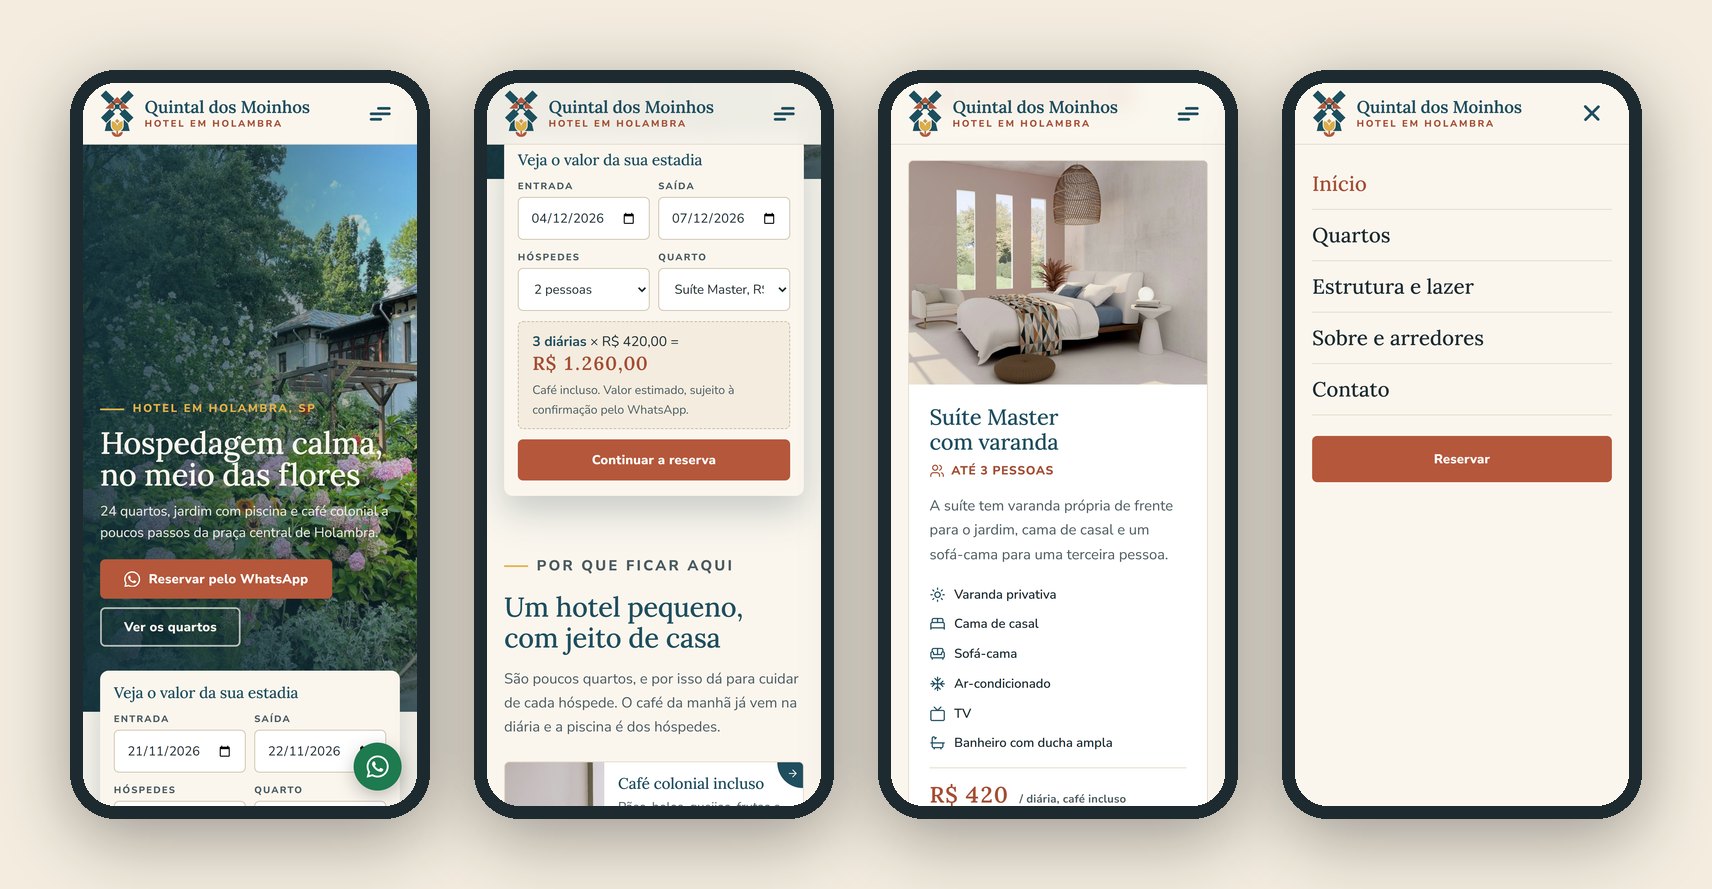 Quintal dos Moinhos
HOTEL EM HOLAMBRA
HOTEL EM HOLAMBRA, SP
Hospedagem calma,
no meio das flores
24 quartos, jardim com piscina e café colonial a
poucos passos da praça central de Holambra.
Reservar pelo WhatsApp
Ver os quartos
Veja o valor da sua estadia
ENTRADA SAÍDA
21/11/2026 22/11/2026
HÓSPEDES QUARTO
Quintal dos Moinhos
HOTEL EM HOLAMBRA
Veja o valor da sua estadia
ENTRADA SAÍDA
04/12/2026 07/12/2026
HÓSPEDES QUARTO
2 pessoas Suíte Master, R$
3 diárias × R$ 420,00 =
R$ 1.260,00
Café incluso. Valor estimado, sujeito à
confirmação pelo WhatsApp.
Continuar a reserva
POR QUE FICAR AQUI
Um hotel pequeno,
com jeito de casa
São poucos quartos, e por isso dá para cuidar
de cada hóspede. O café da manhã já vem na
diária e a piscina é dos hóspedes.
Café colonial incluso
Quintal dos Moinhos
HOTEL EM HOLAMBRA
Suíte Master
com varanda
ATÉ 3 PESSOAS
A suíte tem varanda própria de frente
para o jardim, cama de casal e um
sofá-cama para uma terceira pessoa.
Varanda privativa
Cama de casal
Sofá-cama
Ar-condicionado
TV
Banheiro com ducha ampla
R$ 420 / diária, café incluso
Quintal dos Moinhos
HOTEL EM HOLAMBRA
Início
Quartos
Estrutura e lazer
Sobre e arredores
Contato
Reservar